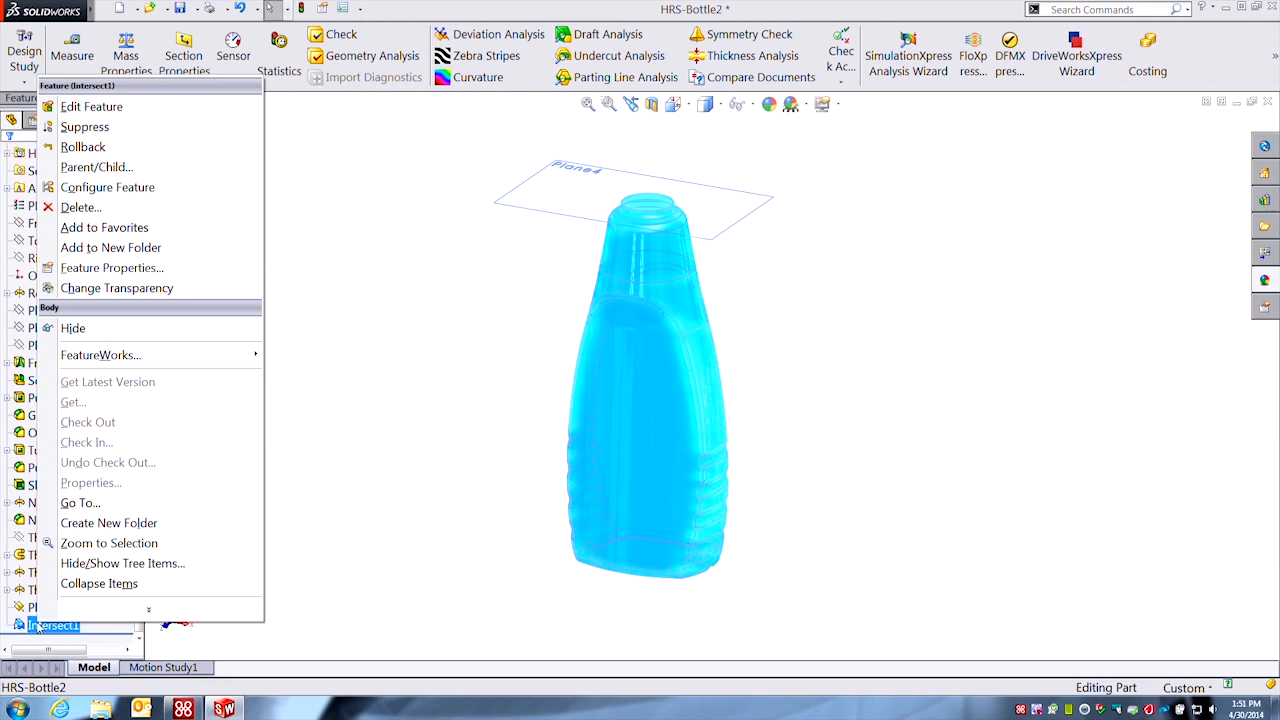 SOLIDWORKS
HRS-Bottle2 *
Search Commands
Design Study
Measure
Mass Properties
Section Properties
Sensor
Statistics
Check
Geometry Analysis
Import Diagnostics
Deviation Analysis
Zebra Stripes
Curvature
Draft Analysis
Undercut Analysis
Parting Line Analysis
Symmetry Check
Thickness Analysis
Compare Documents
Chec
k Ac...
SimulationXpress
Analysis Wizard
FloXp
ress...
DFMX
pres...
DriveWorksXpress
Wizard
Costing
Featur
Feature (Intersect1)
Edit Feature
Suppress
Rollback
Parent/Child...
Configure Feature
Delete...
Add to Favorites
Add to New Folder
Feature Properties...
Change Transparency
Body
Hide
FeatureWorks...
Get Latest Version
Get...
Check Out
Check In...
Undo Check Out...
Properties...
Go To...
Create New Folder
Zoom to Selection
Hide/Show Tree Items...
Collapse Items
Intersect1
Plane4
Model
Motion Study1
HRS-Bottle2
Editing Part
Custom
1:51 PM
4/30/2014